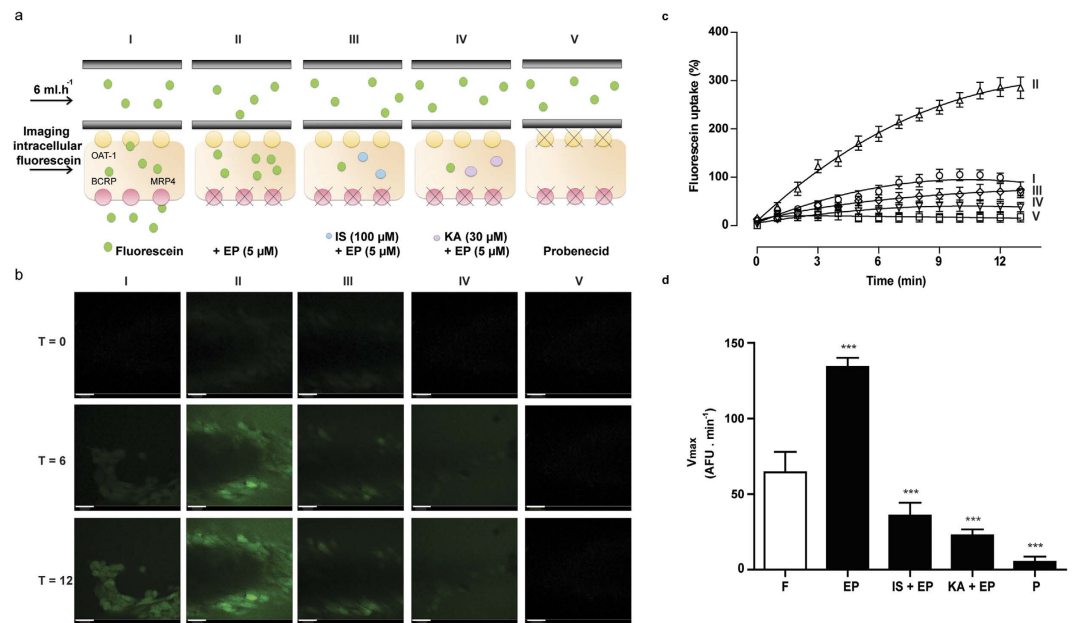 a
I II III IV V
6 ml.h-1
Imaging
intracellular
fluorescein
OAT-1
BCRP MRP4
Fluorescein
+ EP (5 µM)
IS (100 µM)
+ EP (5 µM)
KA (30 µM)
+ EP (5 µM)
Probenecid
b
I II III IV V
T = 0
T = 6
T = 12
c
Fluorescein uptake (%)
400
300
200
100
0
0 3 6 9 12
Time (min)
II
I
III
IV
V
d
Vmax
(AFU . min-1)
150
100
50
0
***
***
***
***
F EP IS + EP KA + EP P